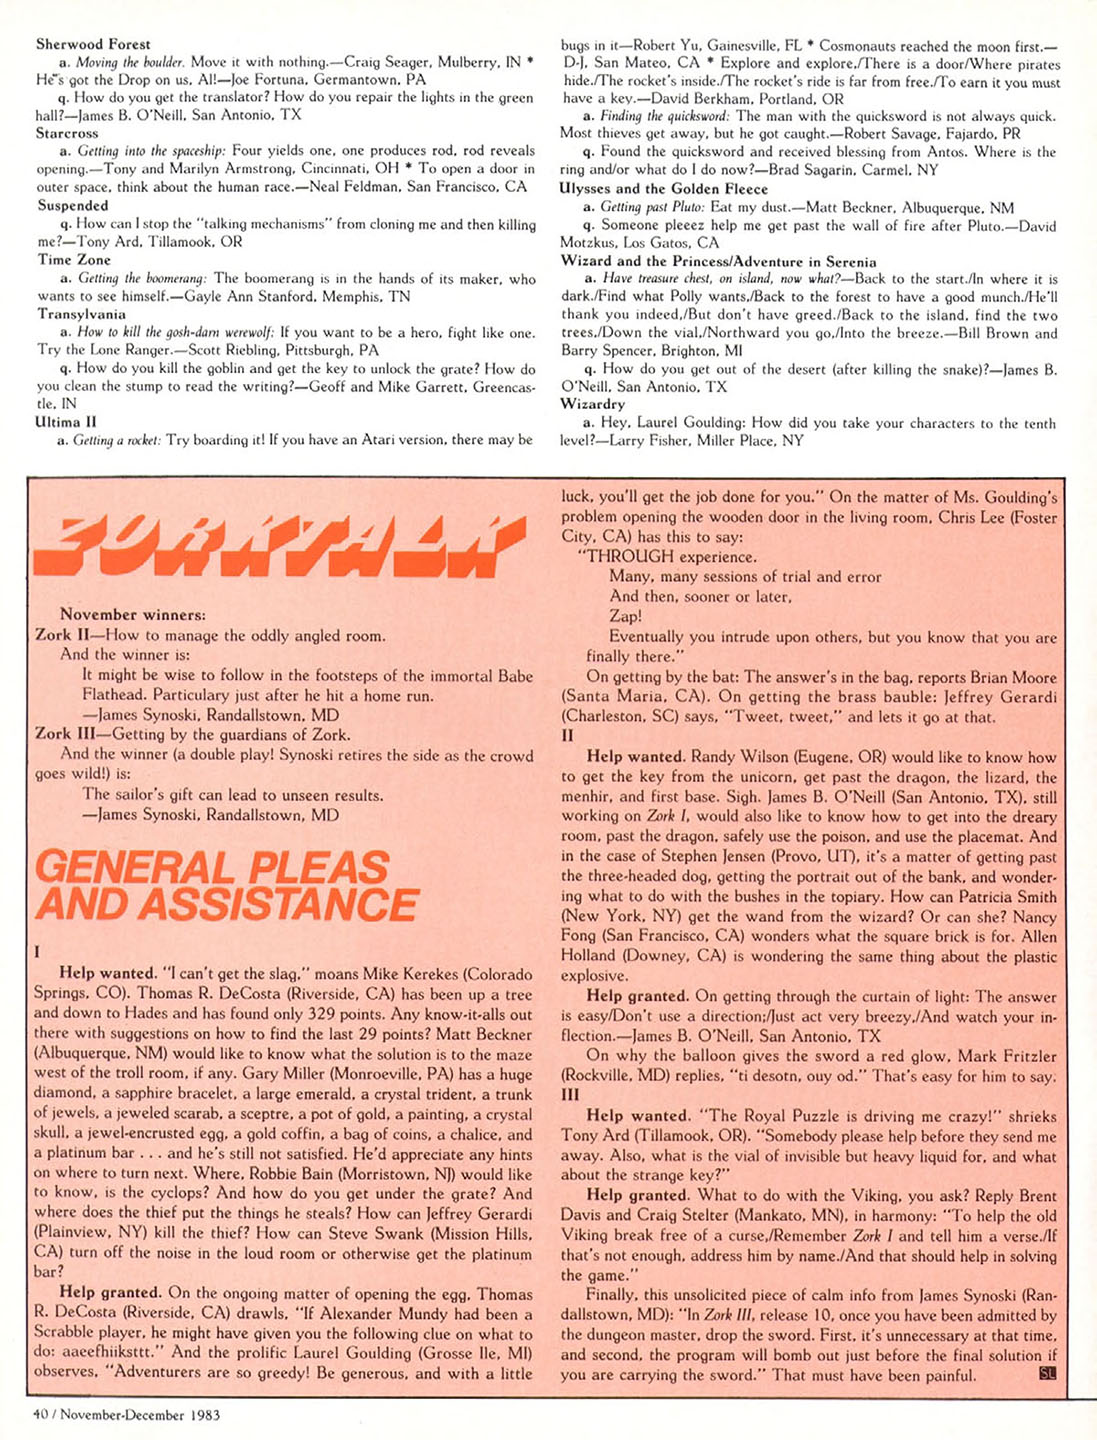 Sherwood Forest
a. Moving the boulder. Move it with nothing.—Craig Seager, Mulberry, IN *
He's got the Drop on us, Al!—Joe Fortuna, Germantown, PA
q. How do you get the translator? How do you repair the lights in the green
hall?—James B. O'Neill, San Antonio, TX
Starcross
a. Getting into the spaceship: Four yields one, one produces rod, rod reveals
opening.—Tony and Marilyn Armstrong, Cincinnati, OH * To open a door in
outer space, think about the human race.—Neal Feldman, San Francisco, CA
Suspended
q. How can I stop the "talking mechanisms" from cloning me and then killing
me?—Tony Ard, Tillamook, OR
Time Zone
a. Getting the boomerang: The boomerang is in the hands of its maker, who
wants to see himself.—Gayle Ann Stanford, Memphis, TN
Transylvania
a. How to kill the gosh-darn werewolf: If you want to be a hero, fight like one.
Try the Lone Ranger.—Scott Riebling, Pittsburgh, PA
q. How do you kill the goblin and get the key to unlock the grate? How do
you clean the stump to read the writing?—Geoff and Mike Garrett, Greencas-
tle, IN
Ultima II
a. Getting a rocket: Try boarding it! If you have an Atari version, there may be
bugs in it—Robert Yu, Gainesville, FL * Cosmonauts reached the moon first.—
D-J, San Mateo, CA * Explore and explore,/There is a door/Where pirates
hide./The rocket's inside./The rocket's ride is far from free./To earn it you must
have a key.—David Berkham, Portland, OR
a. Finding the quicksword: The man with the quicksword is not always quick.
Most thieves get away, but he got caught.—Robert Savage, Fajardo, PR
q. Found the quicksword and received blessing from Antos. Where is the
ring and/or what do I do now?—Brad Sagarin, Carmel, NY
Ulysses and the Golden Fleece
a. Getting past Pluto: Eat my dust.—Matt Beckner, Albuquerque, NM
q. Someone pleeez help me get past the wall of fire after Pluto.—David
Motzkus, Los Gatos, CA
Wizard and the Princess/Adventure in Serenia
a. Have treasure chest, on island, now what?—Back to the start./In where it is
dark./Find what Polly wants,/Back to the forest to have a good munch./He'll
thank you indeed,/But don't have greed./Back to the island, find the two
trees,/Down the vial,/Northward you go,/Into the breeze.—Bill Brown and
Barry Spencer, Brighton, MI
q. How do you get out of the desert (after killing the snake)?—James B.
O'Neill, San Antonio, TX
Wizardry
a. Hey, Laurel Goulding: How did you take your characters to the tenth
level?—Larry Fisher, Miller Place, NY
ZORKTALK
November winners:
Zork II—How to manage the oddly angled room.
And the winner is:
It might be wise to follow in the footsteps of the immortal Babe
Flathead. Particulary just after he hit a home run.
—James Synoski, Randallstown, MD
Zork III—Getting by the guardians of Zork.
And the winner (a double play! Synoski retires the side as the crowd
goes wild!) is:
The sailor's gift can lead to unseen results.
—James Synoski, Randallstown, MD
GENERAL PLEAS
AND ASSISTANCE
I
Help wanted. "I can't get the slag," moans Mike Kerekes (Colorado
Springs, CO). Thomas R. DeCosta (Riverside, CA) has been up a tree
and down to Hades and has found only 329 points. Any know-it-alls out
there with suggestions on how to find the last 29 points? Matt Beckner
(Albuquerque, NM) would like to know what the solution is to the maze
west of the troll room, if any. Gary Miller (Monroeville, PA) has a huge
diamond, a sapphire bracelet, a large emerald, a crystal trident, a trunk
of jewels, a jeweled scarab, a sceptre, a pot of gold, a painting, a crystal
skull, a jewel-encrusted egg, a gold coffin, a bag of coins, a chalice, and
a platinum bar . . . and he's still not satisfied. He'd appreciate any hints
on where to turn next. Where, Robbie Bain (Morristown, NJ) would like
to know, is the cyclops? And how do you get under the grate? And
where does the thief put the things he steals? How can Jeffrey Gerardi
(Plainview, NY) kill the thief? How can Steve Swank (Mission Hills,
CA) turn off the noise in the loud room or otherwise get the platinum
bar?
Help granted. On the ongoing matter of opening the egg, Thomas
R. DeCosta (Riverside, CA) drawls, "If Alexander Mundy had been a
Scrabble player, he might have given you the following clue on what to
do: aaeefhiiksttt." And the prolific Laurel Goulding (Grosse Ile, MI)
observes, "Adventurers are so greedy! Be generous, and with a little
luck, you'll get the job done for you." On the matter of Ms. Goulding's
problem opening the wooden door in the living room, Chris Lee (Foster
City, CA) has this to say:
"THROUGH experience.
Many, many sessions of trial and error
And then, sooner or later,
Zap!
Eventually you intrude upon others, but you know that you are
finally there."
On getting by the bat: The answer's in the bag, reports Brian Moore
(Santa Maria, CA). On getting the brass bauble: Jeffrey Gerardi
(Charleston, SC) says, "Tweet, tweet," and lets it go at that.
II
Help wanted. Randy Wilson (Eugene, OR) would like to know how
to get the key from the unicorn, get past the dragon, the lizard, the
menhir, and first base. Sigh. James B. O'Neill (San Antonio, TX), still
working on Zork I, would also like to know how to get into the dreary
room, past the dragon, safely use the poison, and use the placemat. And
in the case of Stephen Jensen (Provo, UT), it's a matter of getting past
the three-headed dog, getting the portrait out of the bank, and wonder-
ing what to do with the bushes in the topiary. How can Patricia Smith
(New York, NY) get the wand from the wizard? Or can she? Nancy
Fong (San Francisco, CA) wonders what the square brick is for. Allen
Holland (Downey, CA) is wondering the same thing about the plastic
explosive.
Help granted. On getting through the curtain of light: The answer
is easy/Don't use a direction;/Just act very breezy,/And watch your in-
flection.—James B. O'Neill, San Antonio, TX
On why the balloon gives the sword a red glow, Mark Fritzler
(Rockville, MD) replies, "ti desotn, ouy od." That's easy for him to say.
III
Help wanted. "The Royal Puzzle is driving me crazy!" shrieks
Tony Ard (Tillamook, OR). "Somebody please help before they send me
away. Also, what is the vial of invisible but heavy liquid for, and what
about the strange key?"
Help granted. What to do with the Viking, you ask? Reply Brent
Davis and Craig Stelter (Mankato, MN), in harmony: "To help the old
Viking break free of a curse,/Remember Zork I and tell him a verse./If
that's not enough, address him by name./And that should help in solving
the game."
Finally, this unsolicited piece of calm info from James Synoski (Ran-
dallstown, MD): "In Zork III, release 10, once you have been admitted by
the dungeon master, drop the sword. First, it's unnecessary at that time,
and second, the program will bomb out just before the final solution if
you are carrying the sword." That must have been painful. SL
40 / November-December 1983